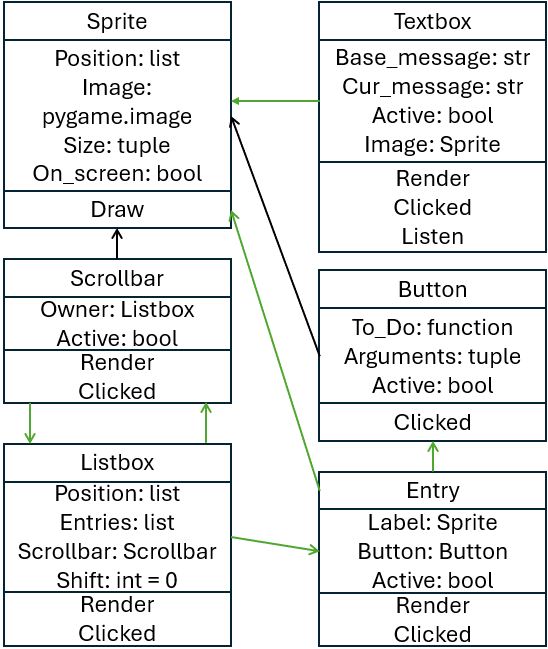 Sprite
Position: list
Image:
pygame.image
Size: tuple
On_screen: bool
Draw
Textbox
Base_message: str
Cur_message: str
Active: bool
Image: Sprite
Render
Clicked
Listen
Scrollbar
Owner: Listbox
Active: bool
Render
Clicked
Button
To_Do: function
Arguments: tuple
Active: bool
Clicked
Listbox
Position: list
Entries: list
Scrollbar: Scrollbar
Shift: int = 0
Render
Clicked
Entry
Label: Sprite
Button: Button
Active: bool
Render
Clicked